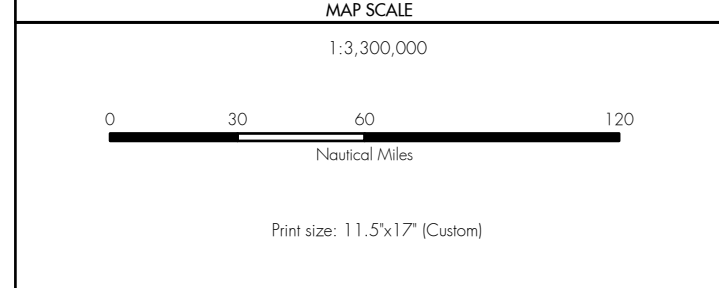 MAP SCALE
1:3,300,000
0 30 60 120
Nautical Miles
Print size: 11.5"x17" (Custom)